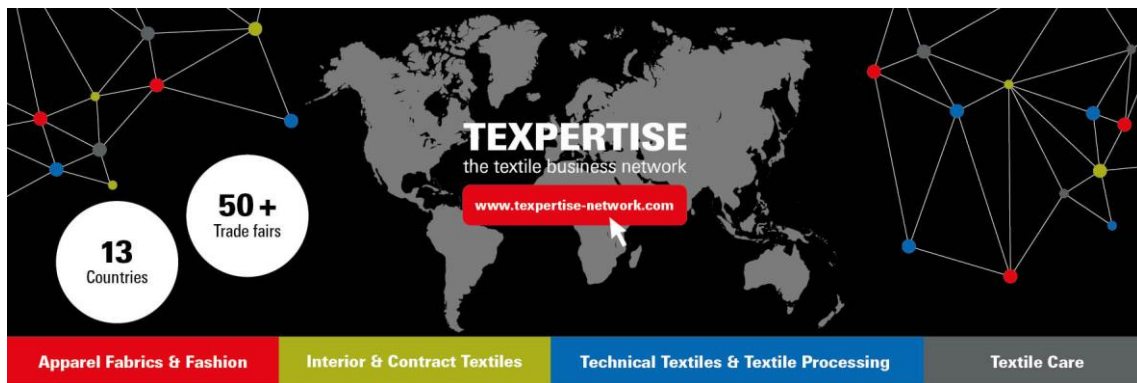 TEXPERTISE
the textile business network
www.texpertise-network.com
50 +
Trade fairs
13
Countries
Apparel Fabrics & Fashion
Interior & Contract Textiles
Technical Textiles & Textile Processing
Textile Care